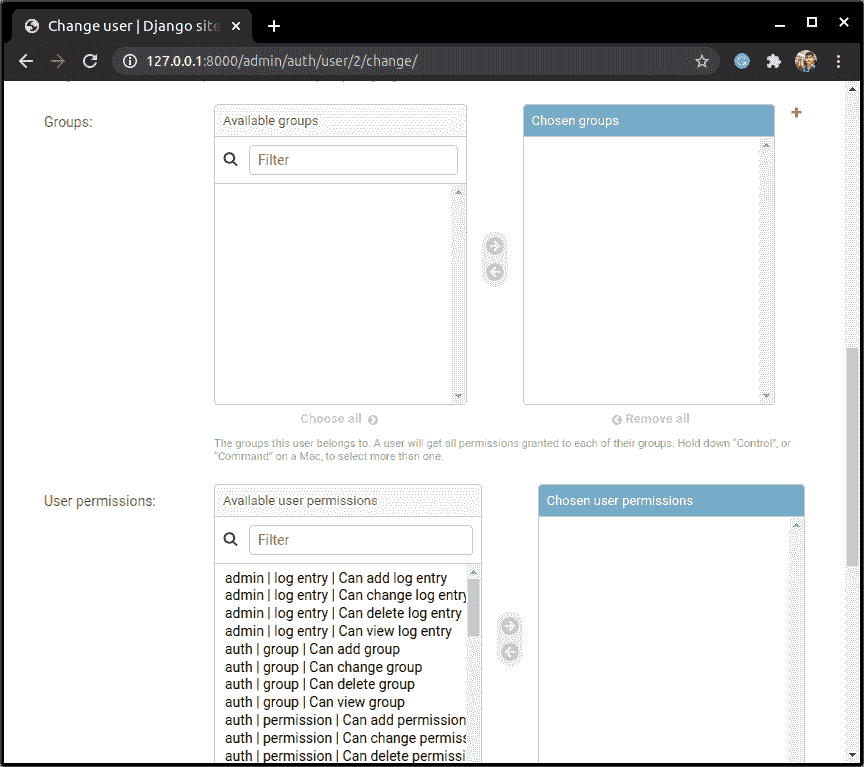 Change user | Django site
127.0.0.1:8000/admin/auth/user/2/change/
Groups:
Available groups
Chosen groups
Filter
Choose all
Remove all
The groups this user belongs to. A user will get all permissions granted to each of their groups. Hold down “Control”, or
“Command” on a Mac, to select more than one.
User permissions:
Available user permissions
Chosen user permissions
Filter
admin | log entry | Can add log entry
admin | log entry | Can change log entry
admin | log entry | Can delete log entry
admin | log entry | Can view log entry
auth | group | Can add group
auth | group | Can change group
auth | group | Can delete group
auth | group | Can view group
auth | permission | Can add permission
auth | permission | Can change permiss
auth | permission | Can delete permissi